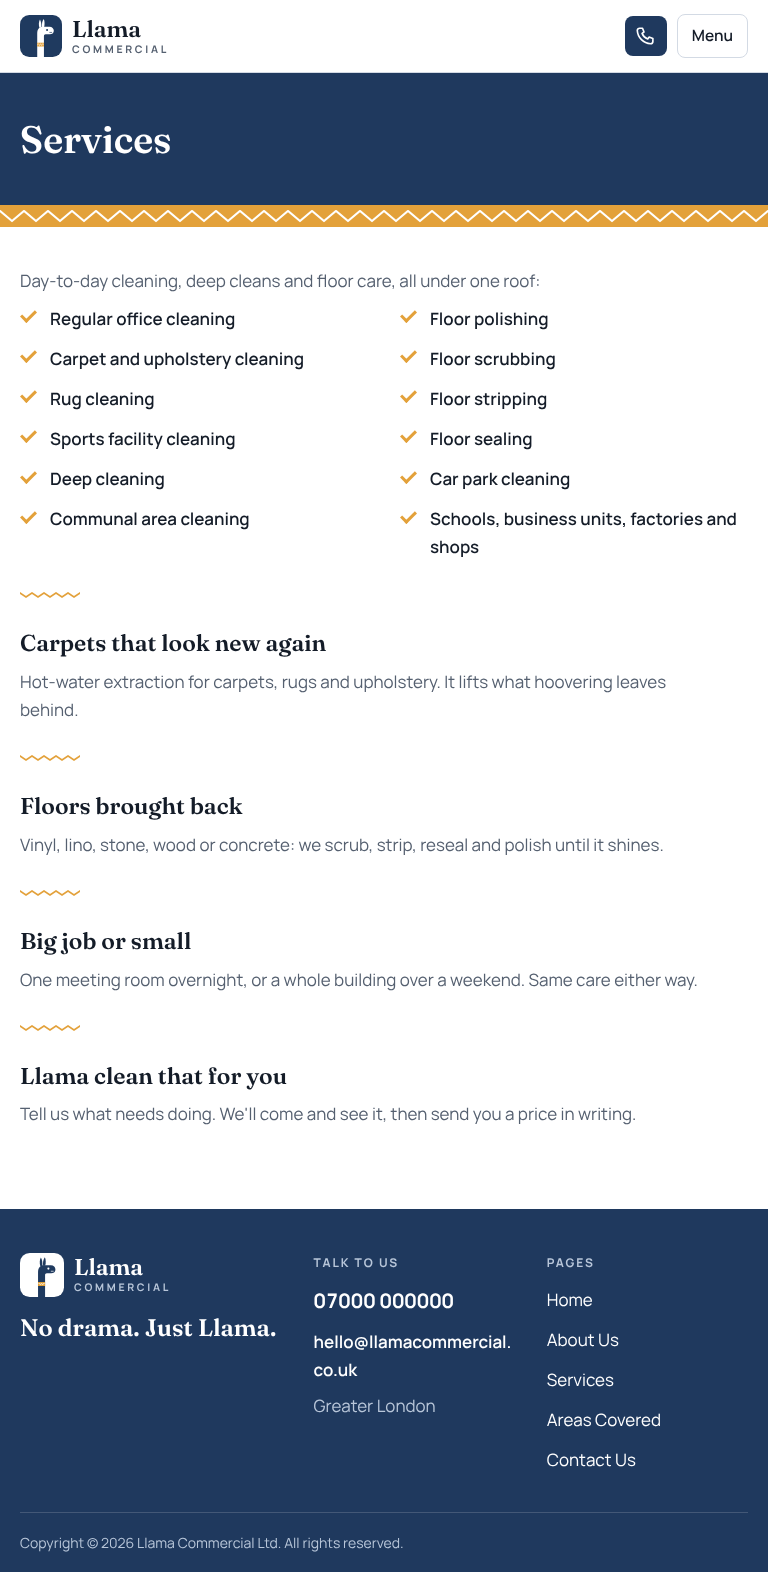 Llama
COMMERCIAL
Menu
Services
Day-to-day cleaning, deep cleans and floor care, all under one roof:
Regular office cleaning
Carpet and upholstery cleaning
Rug cleaning
Sports facility cleaning
Deep cleaning
Communal area cleaning
Floor polishing
Floor scrubbing
Floor stripping
Floor sealing
Car park cleaning
Schools, business units, factories and
shops
Carpets that look new again
Hot-water extraction for carpets, rugs and upholstery. It lifts what hoovering leaves
behind.
Floors brought back
Vinyl, lino, stone, wood or concrete: we scrub, strip, reseal and polish until it shines.
Big job or small
One meeting room overnight, or a whole building over a weekend. Same care either way.
Llama clean that for you
Tell us what needs doing. We'll come and see it, then send you a price in writing.
Llama
COMMERCIAL
No drama. Just Llama.
TALK TO US
07000 000000
hello@llamacommercial.
co.uk
Greater London
PAGES
Home
About Us
Services
Areas Covered
Contact Us
Copyright © 2026 Llama Commercial Ltd. All rights reserved.